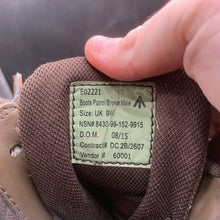 E02221
Boots Patrol Brown Male
Size: UK 9W
NSN# 8430-99-152-9915
D.O.M. 08/15
Contract# DC 2B/2607
Vendor # 60001